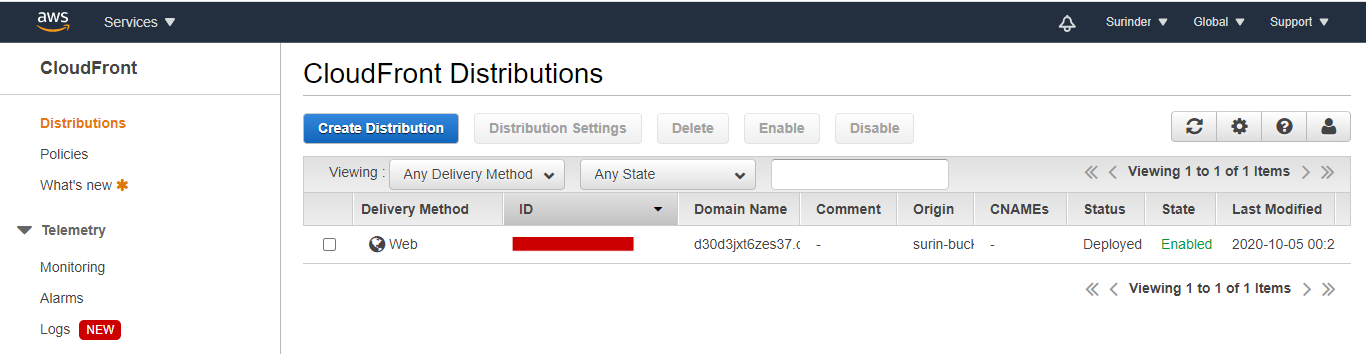 aws Services Surinder Global Support
CloudFront
CloudFront Distributions
Distributions
Policies
What's new
Telemetry
Monitoring
Alarms
Logs NEW
Create Distribution Distribution Settings Delete Enable Disable
Viewing : Any Delivery Method Any State Viewing 1 to 1 of 1 Items
Delivery Method ID Domain Name Comment Origin CNAMEs Status State Last Modified
Web d30d3jxt6zes37.c - surin-buck - Deployed Enabled 2020-10-05 00:2
Viewing 1 to 1 of 1 Items